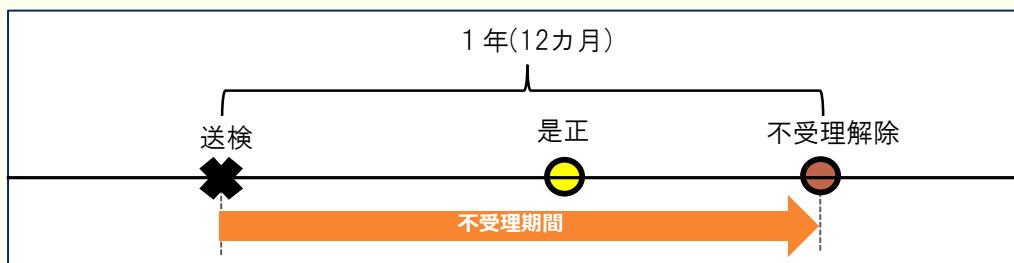 １年(12カ月)
送検
是正
不受理解除
不受理期間